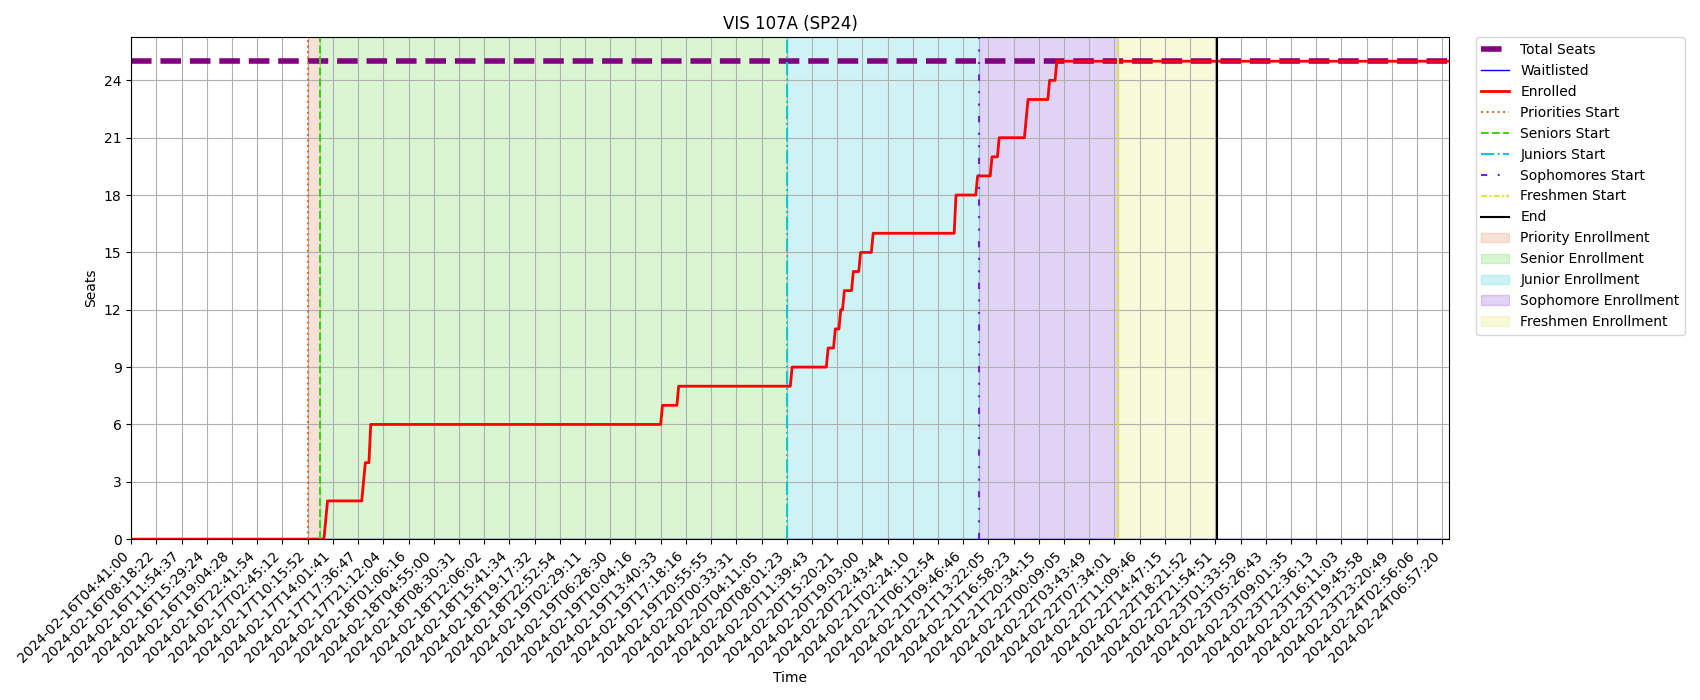 VIS 107A (SP24)
Seats
24
21
18
15
12
9
6
3
0
2024-02-16T04:41:00
2024-02-16T08:18:22
2024-02-16T11:54:37
2024-02-16T15:29:24
2024-02-16T19:04:28
2024-02-16T22:41:54
2024-02-17T02:45:12
2024-02-17T10:15:52
2024-02-17T14:01:41
2024-02-17T17:36:47
2024-02-17T21:12:04
2024-02-18T01:06:16
2024-02-18T04:55:00
2024-02-18T08:30:31
2024-02-18T12:06:02
2024-02-18T15:41:34
2024-02-18T19:17:32
2024-02-18T22:52:54
2024-02-19T02:29:11
2024-02-19T06:28:30
2024-02-19T10:04:16
2024-02-19T13:40:33
2024-02-19T17:18:16
2024-02-19T20:55:55
2024-02-20T00:33:31
2024-02-20T04:11:05
2024-02-20T08:01:23
2024-02-20T11:39:43
2024-02-20T15:20:21
2024-02-20T19:03:00
2024-02-20T22:43:44
2024-02-21T02:24:10
2024-02-21T06:12:54
2024-02-21T09:46:46
2024-02-21T13:22:05
2024-02-21T16:58:23
2024-02-21T20:34:15
2024-02-22T00:09:05
2024-02-22T03:43:49
2024-02-22T07:34:01
2024-02-22T11:09:46
2024-02-22T14:47:15
2024-02-22T18:21:52
2024-02-22T21:54:51
2024-02-23T01:33:59
2024-02-23T05:26:43
2024-02-23T09:01:35
2024-02-23T12:36:13
2024-02-23T16:11:03
2024-02-23T19:45:58
2024-02-23T23:20:49
2024-02-24T02:56:06
2024-02-24T06:57:20
Time
Total Seats
Waitlisted
Enrolled
Priorities Start
Seniors Start
Juniors Start
Sophomores Start
Freshmen Start
End
Priority Enrollment
Senior Enrollment
Junior Enrollment
Sophomore Enrollment
Freshmen Enrollment